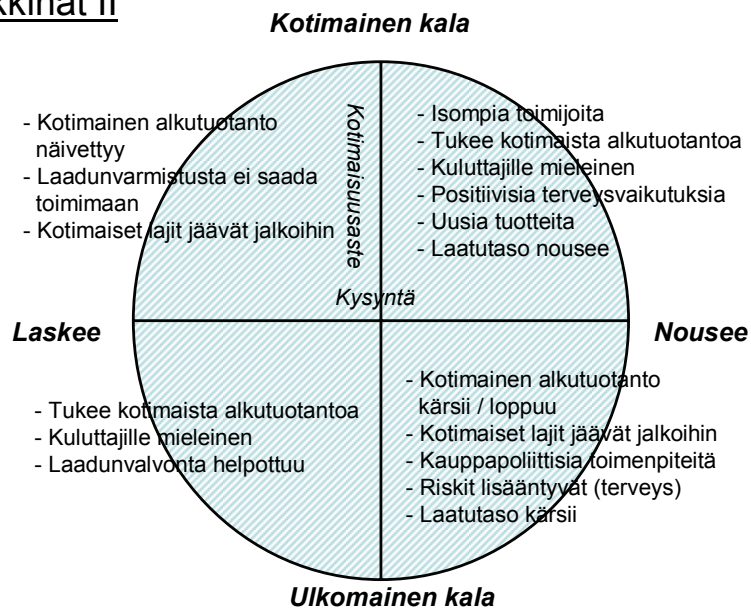 Kotimainen kala
- Kotimainen alkutuotanto
näivettyy
- Laadunvarmistusta ei saada
toimimaan
- Kotimaiset lajit jäävät jalkoihin
Kotimaisuusaste
- Isompia toimijoita
- Tukee kotimaista alkutuotantoa
- Kuluttajille mieleinen
- Positiivisia terveysvaikutuksia
- Uusia tuotteita
- Laatutaso nousee
Kysyntä
Laskee
Nousee
- Tukee kotimaista alkutuotantoa
- Kuluttajille mieleinen
- Laadunvalvonta helpottuu
- Kotimainen alkutuotanto
kärsii / loppuu
- Kotimaiset lajit jäävät jalkoihin
- Kauppapoliittisia toimenpiteitä
- Riskit lisääntyvät (terveys)
- Laatutaso kärsii
Ulkomainen kala